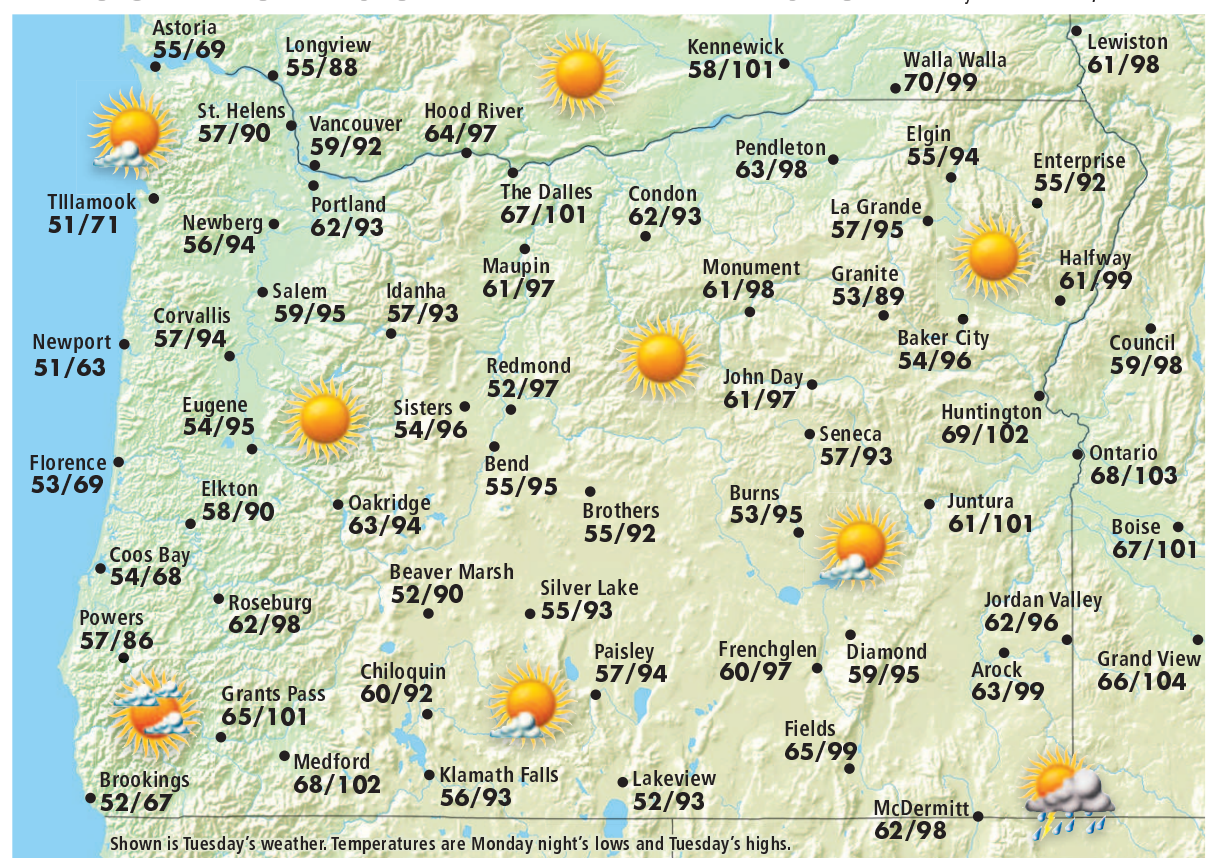 Astoria
55/69
Longview
55/88
Kennewick
58/101
Walla Walla
70/99
Lewiston
61/98
St. Helens
57/90
Vancouver
59/92
Hood River
64/97
Pendleton
63/98
Elgin
55/94
Enterprise
55/92
TIllamook
51/71
Newberg
56/94
Portland
62/93
The Dalles
67/101
Condon
62/93
La Grande
57/95
Maupin
61/97
Monument
61/98
Granite
53/89
Halfway
61/99
Salem
59/95
Idanha
57/93
Corvallis
57/94
Newport
51/63
Baker City
54/96
Council
59/98
Redmond
52/97
John Day
61/97
Eugene
54/95
Sisters
54/96
Huntington
69/102
Seneca
57/93
Florence
53/69
Bend
55/95
Ontario
68/103
Elkton
58/90
Oakridge
63/94
Brothers
55/92
Burns
53/95
Juntura
61/101
Boise
67/101
Coos Bay
54/68
Beaver Marsh
52/90
Silver Lake
55/93
Roseburg
62/98
Jordan Valley
62/96
Powers
57/86
Chiloquin
60/92
Paisley
57/94
Frenchglen
60/97
Diamond
59/95
Arock
63/99
Grand View
66/104
Grants Pass
65/101
Fields
65/99
Medford
68/102
Brookings
52/67
Klamath Falls
56/93
Lakeview
52/93
McDermitt
62/98
Shown is Tuesday's weather. Temperatures are Monday night's lows and Tuesday's highs.